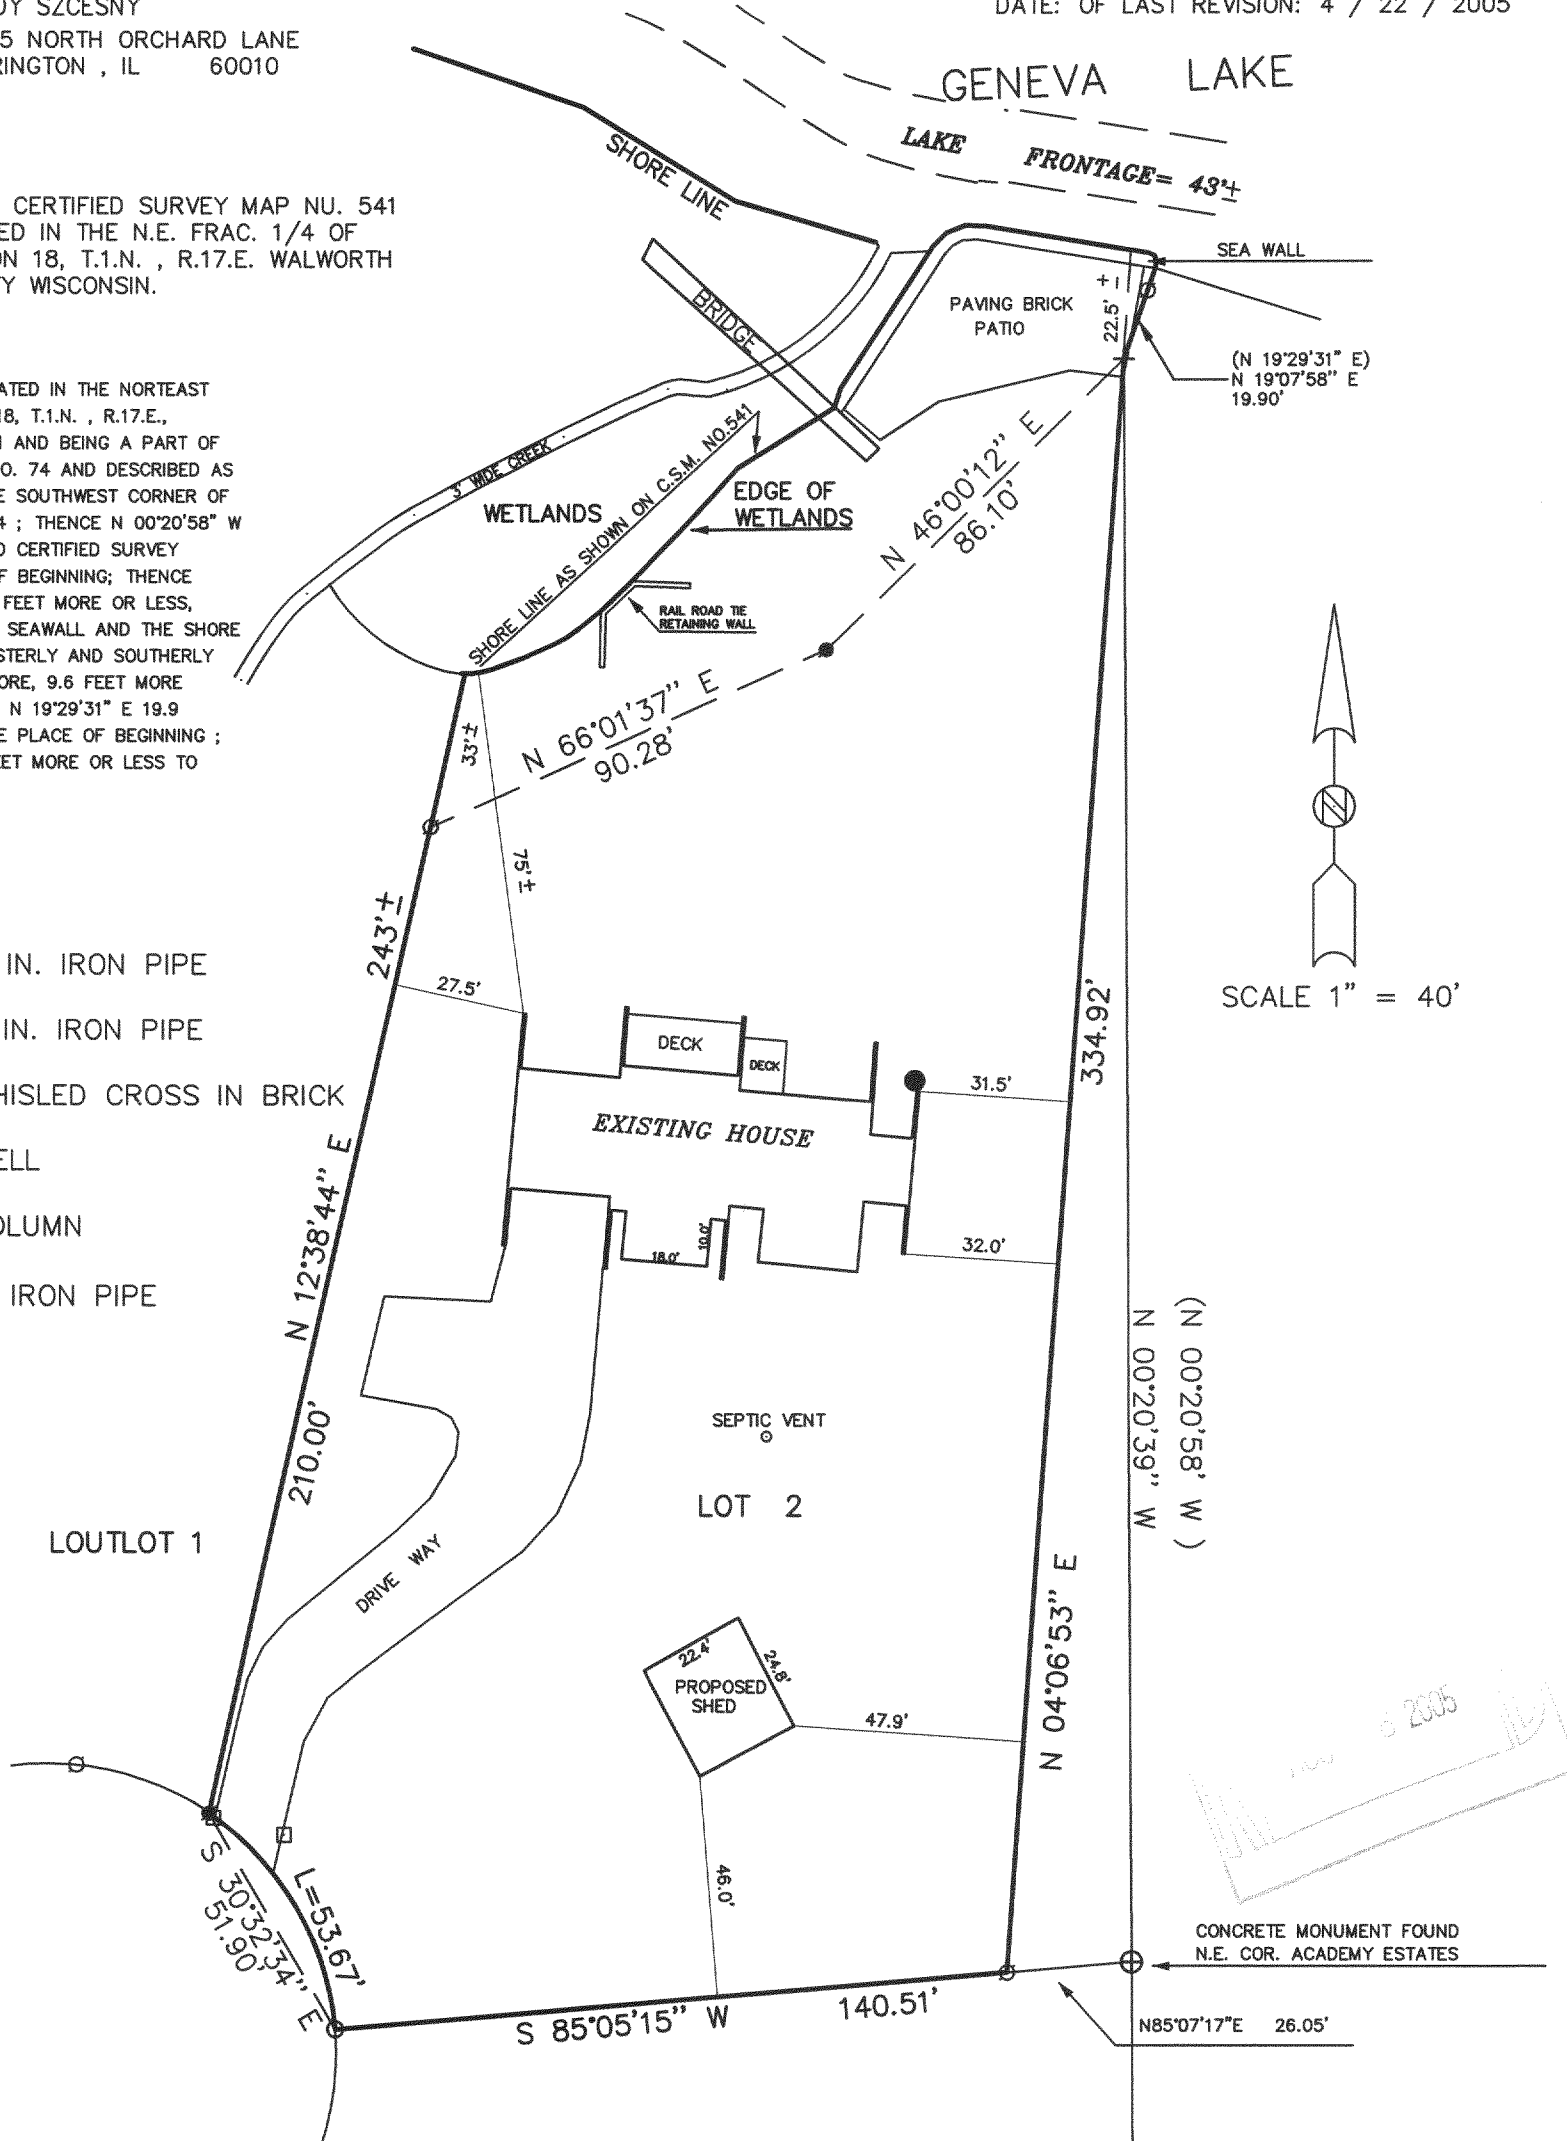 DY SZCESNY
5 NORTH ORCHARD LANE
RINGTON , IL 60010
DATE: OF LAST REVISION: 4 / 22 / 2005
GENEVA LAKE
LAKE FRONTAGE= 43'±
SHORE LINE
CERTIFIED SURVEY MAP NU. 541
ED IN THE N.E. FRAC. 1/4 OF
ON 18, T.1.N. , R.17.E. WALWORTH
Y WISCONSIN.
SEA WALL
BRIDGE
PAVING BRICK
PATIO
22.5' ±
(N 19°29'31" E)
N 19°07'58" E
19.90'
ATED IN THE NORTEAST
18, T.1.N. , R.17.E.,
AND BEING A PART OF
O. 74 AND DESCRIBED AS
E SOUTHWEST CORNER OF
4 ; THENCE N 00°20'58" W
D CERTIFIED SURVEY
F BEGINNING; THENCE
FEET MORE OR LESS,
SEAWALL AND THE SHORE
STERLY AND SOUTHERLY
ORE, 9.6 FEET MORE
N 19°29'31" E 19.9
E PLACE OF BEGINNING ;
EET MORE OR LESS TO
3' WIDE CREEK
WETLANDS
SHORE LINE AS SHOWN ON C.S.M. NO.541
EDGE OF
WETLANDS
N 46°00'12" E
86.10'
RAIL ROAD TIE
RETAINING WALL
N 66°01'37" E
90.28'
33'±
75'±
243'±
27.5'
IN. IRON PIPE
IN. IRON PIPE
HISLED CROSS IN BRICK
ELL
OLUMN
IRON PIPE
N
SCALE 1" = 40'
334.92'
DECK
DECK
31.5'
EXISTING HOUSE
N 12°38'44" E
18.0'
10.0'
32.0'
(N 00°20'58' W )
N 00°20'39" W
210.00'
SEPTIC VENT
LOT 2
LOUTLOT 1
DRIVE WAY
N 04°06'53" E
22.4'
24.8'
PROPOSED
SHED
47.9'
46.0'
2005
L=53.67'
S 30°32'34" E
51.90'
CONCRETE MONUMENT FOUND
N.E. COR. ACADEMY ESTATES
S 85°05'15" W 140.51'
N85°07'17"E 26.05'